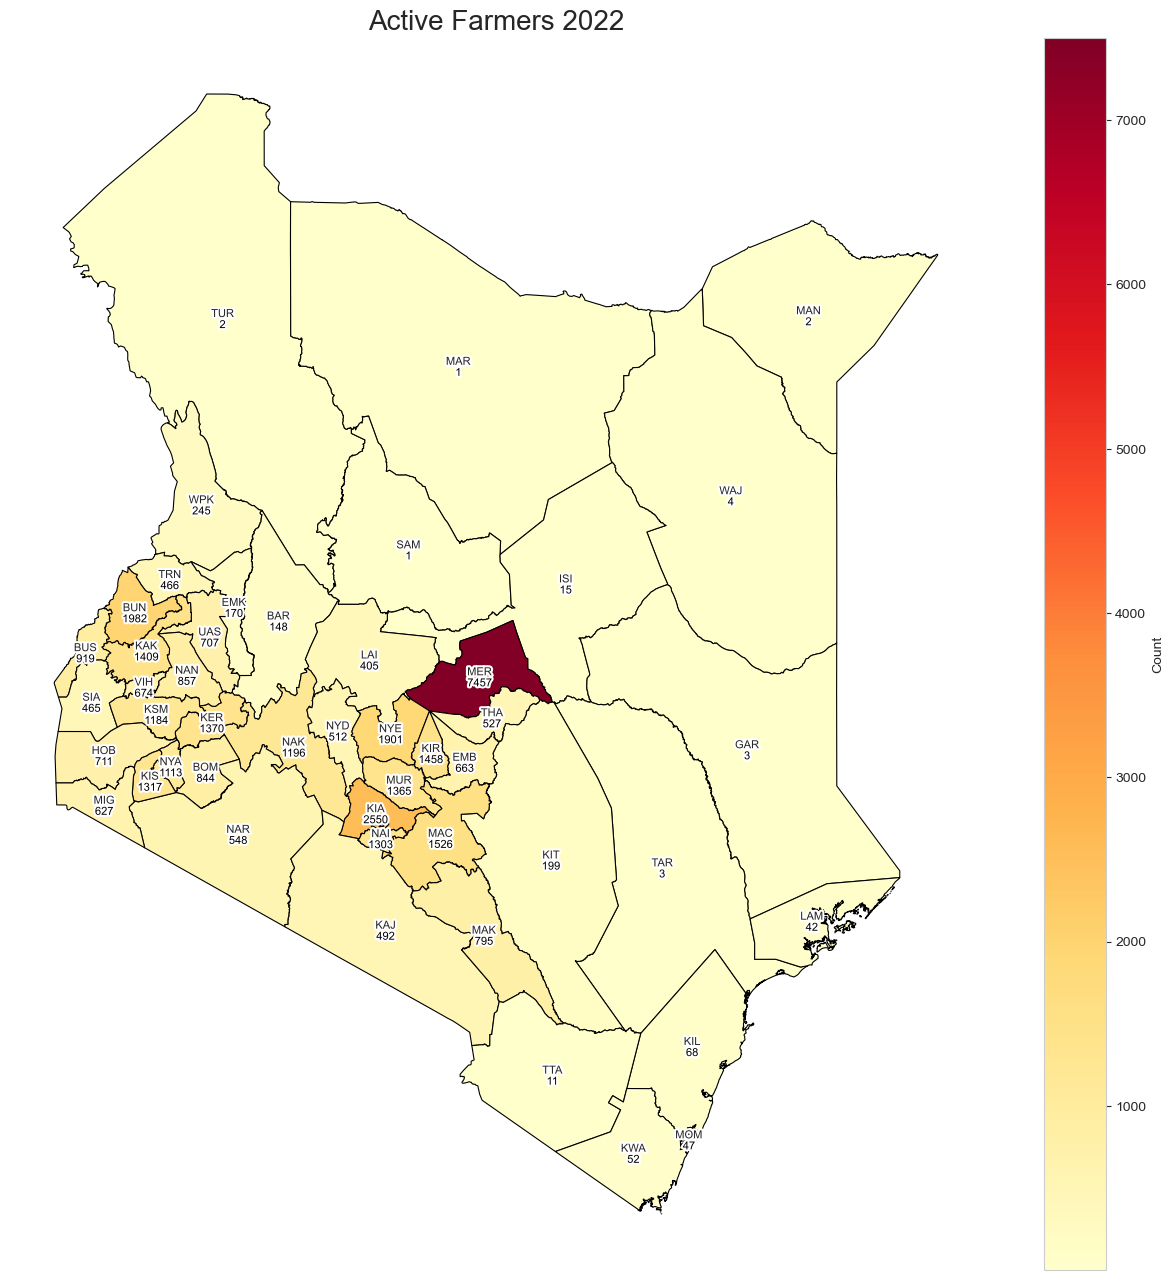 Active Farmers 2022
7000
6000
5000
4000
3000
2000
1000
Count
TUR
2
MAN
2
MAR
1
WAJ
4
WPK
245
SAM
1
ISI
15
TRN
466
BUN
1982
EMK
170
BAR
148
UAS
707
BUS
919
KAK
1409
LAI
405
NAN
857
MER
7457
VIH
674
SIA
465
KSM
1184
KER
1370
THA
527
NYD
512
NYE
1901
NAK
1196
KIR
1458
EMB
663
GAR
3
HOB
711
NYA
1113
BOM
844
KIS
1317
MUR
1365
MIG
627
KIA
2550
NAR
548
NAI
1303
MAC
1526
KIT
199
TAR
3
LAM
42
KAJ
492
MAK
795
KIL
68
TTA
11
MOM
47
KWA
52